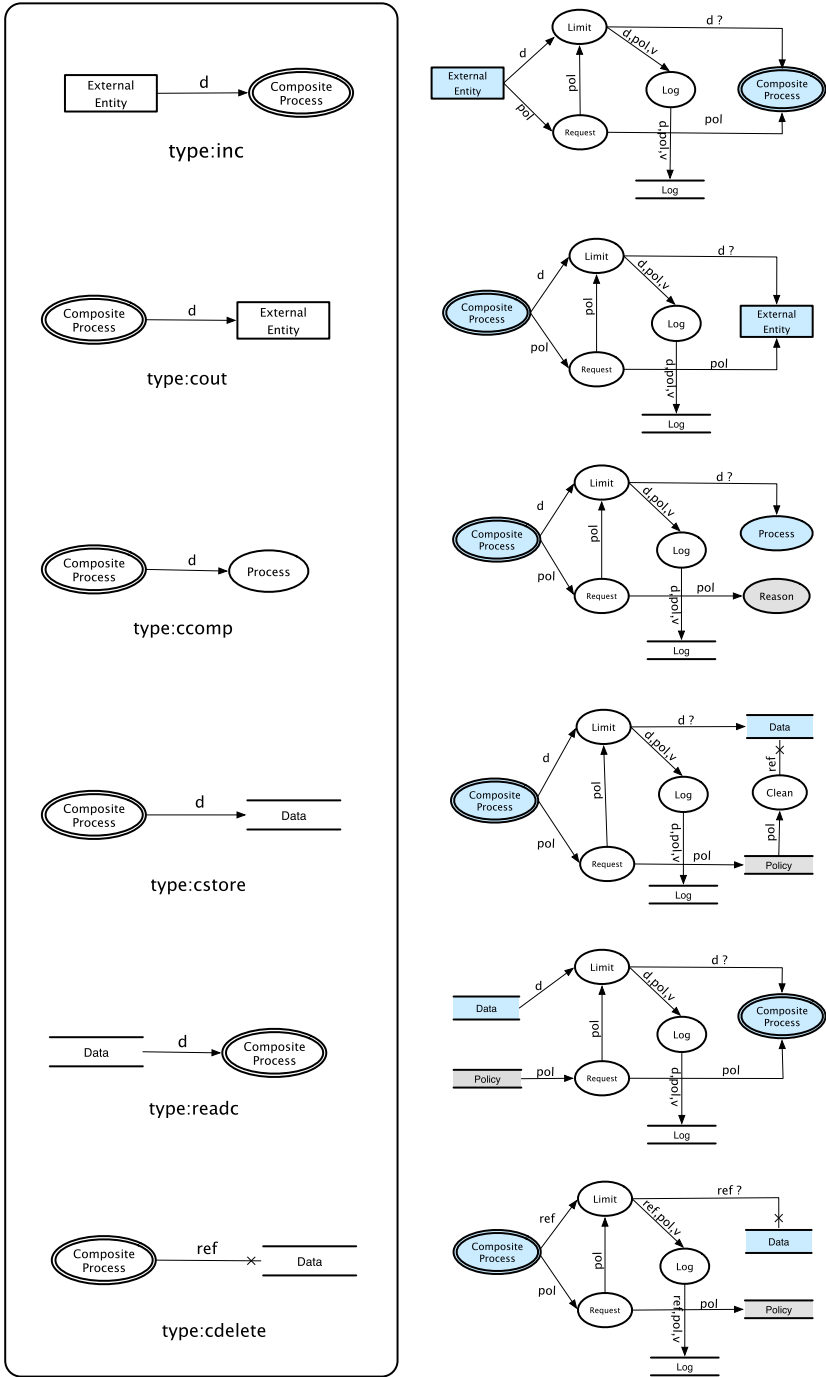 External
Entity
d
Composite
Process
type:inc
External
Entity
d
pol
Limit
pol
Request
d,pol,v
Log
d,pol,v
Log
d ?
pol
Composite
Process
Composite
Process
d
External
Entity
type:cout
Composite
Process
d
pol
Limit
pol
Request
d,pol,v
Log
d,pol,v
Log
d ?
pol
External
Entity
Composite
Process
d
Process
type:ccomp
Composite
Process
d
pol
Limit
pol
Request
d,pol,v
Log
d,pol,v
Log
d ?
Process
pol
Reason
Composite
Process
d
Data
type:cstore
Composite
Process
d
pol
Limit
pol
Request
d,pol,v
Log
d,pol,v
Log
d ?
Data
ref
Clean
pol
pol
Policy
Data
d
Composite
Process
type:readc
Data
d
Policy
pol
Limit
pol
Request
d,pol,v
Log
d,pol,v
Log
d ?
pol
Composite
Process
Composite
Process
ref
Data
type:cdelete
Composite
Process
ref
pol
Limit
pol
Request
ref,pol,v
Log
ref,pol,v
Log
ref ?
Data
pol
Policy